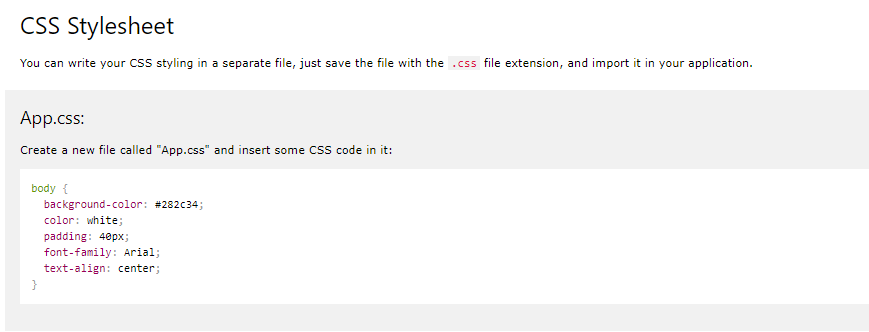 CSS Stylesheet
You can write your CSS styling in a separate file, just save the file with the .css file extension, and import it in your application.
App.css:
Create a new file called "App.css" and insert some CSS code in it:
body {
  background-color: #282c34;
  color: white;
  padding: 40px;
  font-family: Arial;
  text-align: center;
}